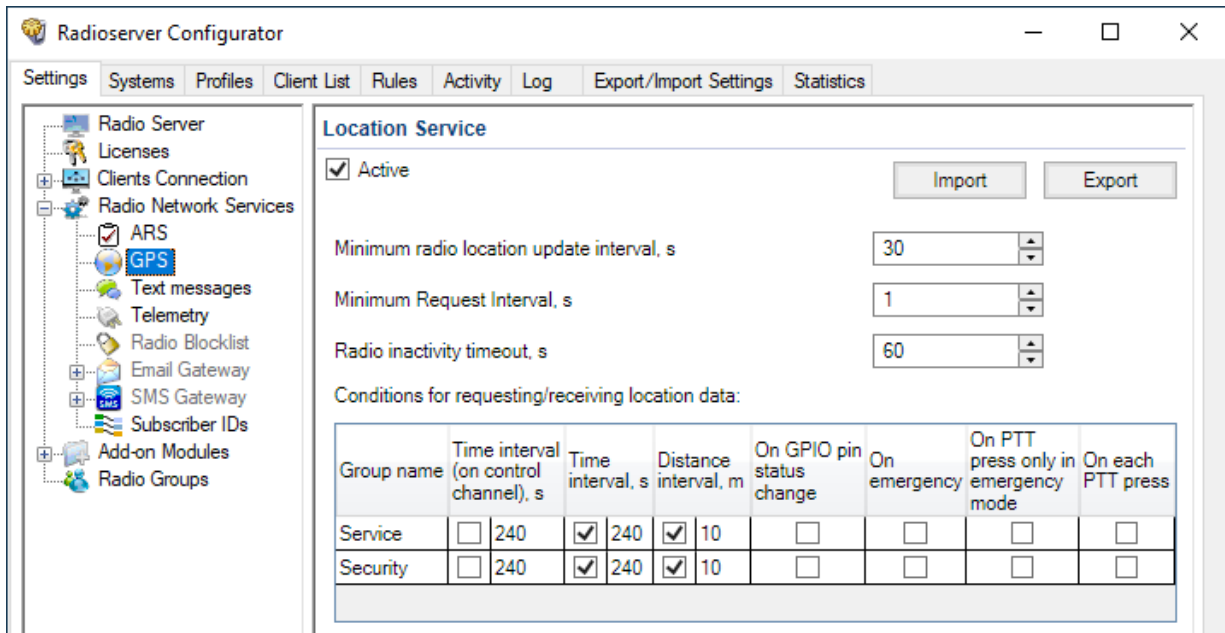 Radioserver Configurator
Settings Systems Profiles Client List Rules Activity Log Export/Import Settings Statistics
Radio Server
Licenses
Clients Connection
Radio Network Services
ARS
GPS
Text messages
Telemetry
Radio Blocklist
Email Gateway
SMS
SMS Gateway
Subscriber IDs
Add-on Modules
Radio Groups
Location Service
Active
Import Export
Minimum radio location update interval, s 30
Minimum Request Interval, s 1
Radio inactivity timeout, s 60
Conditions for requesting/receiving location data:
Group name
Time interval
(on control
channel), s
Time
interval, s
Distance
interval, m
On GPIO pin
status
change
On
emergency
On PTT
press only in
emergency
mode
On each
PTT press
Service 240 240 10
Security 240 240 10